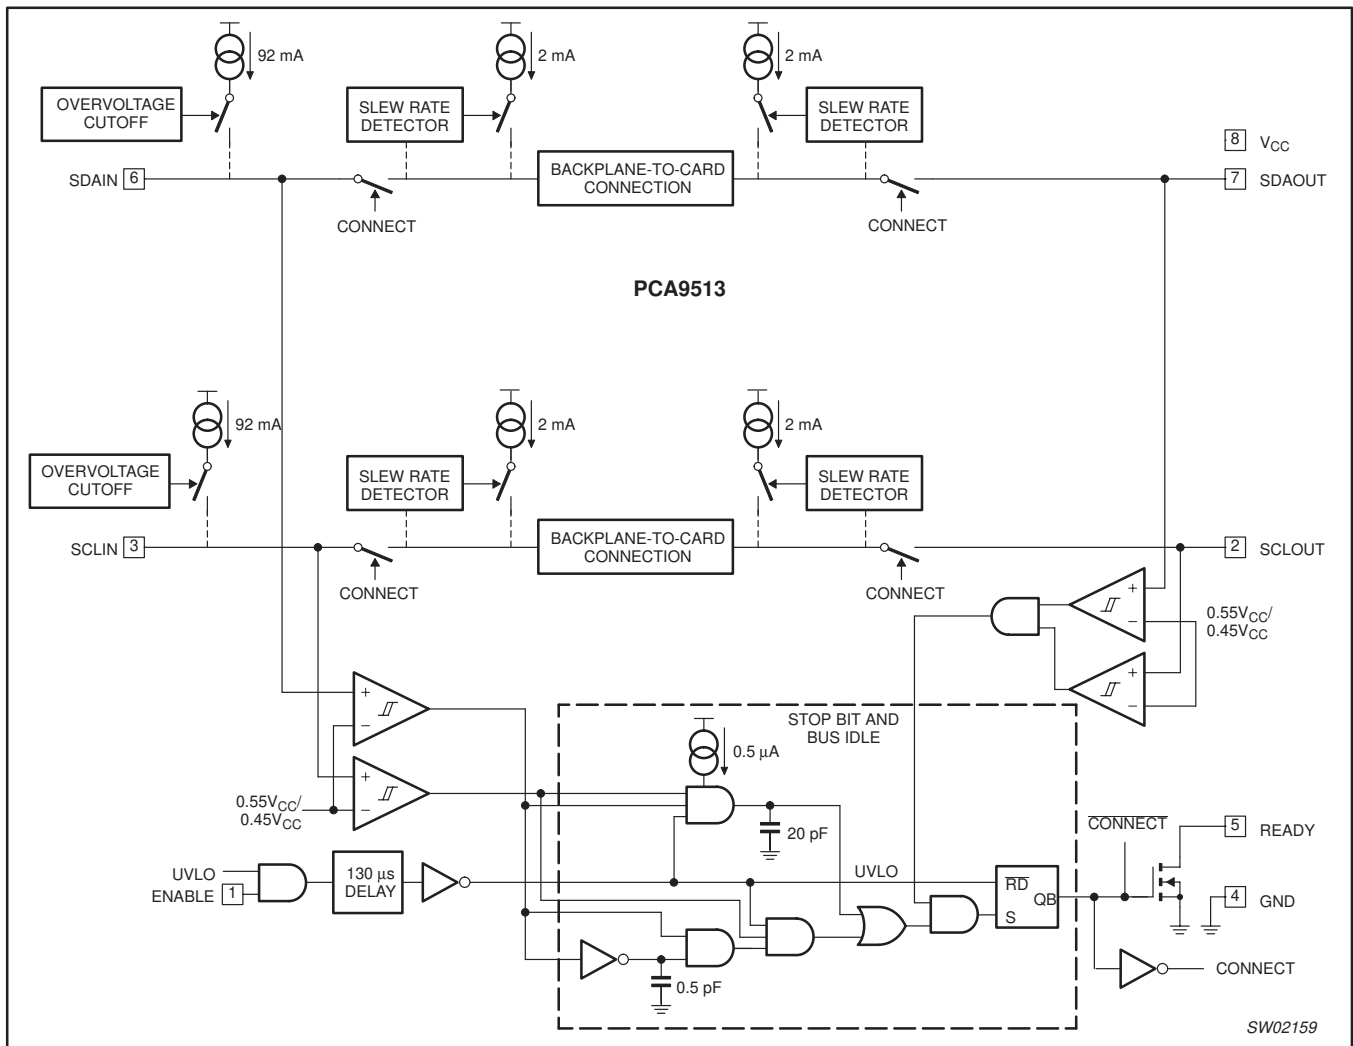 92 mA
2 mA
2 mA
OVERVOLTAGE
CUTOFF
SLEW RATE
DETECTOR
SLEW RATE
DETECTOR
8 VCC
SDAIN 6
BACKPLANE-TO-CARD
CONNECTION
7 SDAOUT
CONNECT
CONNECT
PCA9513
92 mA
2 mA
2 mA
OVERVOLTAGE
CUTOFF
SLEW RATE
DETECTOR
SLEW RATE
DETECTOR
SCLIN 3
BACKPLANE-TO-CARD
CONNECTION
2 SCLOUT
CONNECT
CONNECT
+
−
0.55VCC/
0.45VCC
+
−
+
−
STOP BIT AND
BUS IDLE
0.5 μA
+
−
0.55VCC/
0.45VCC
20 pF
CONNECT
5 READY
UVLO
ENABLE 1
130 μs
DELAY
UVLO
RD
QB
S
4 GND
0.5 pF
CONNECT
SW02159